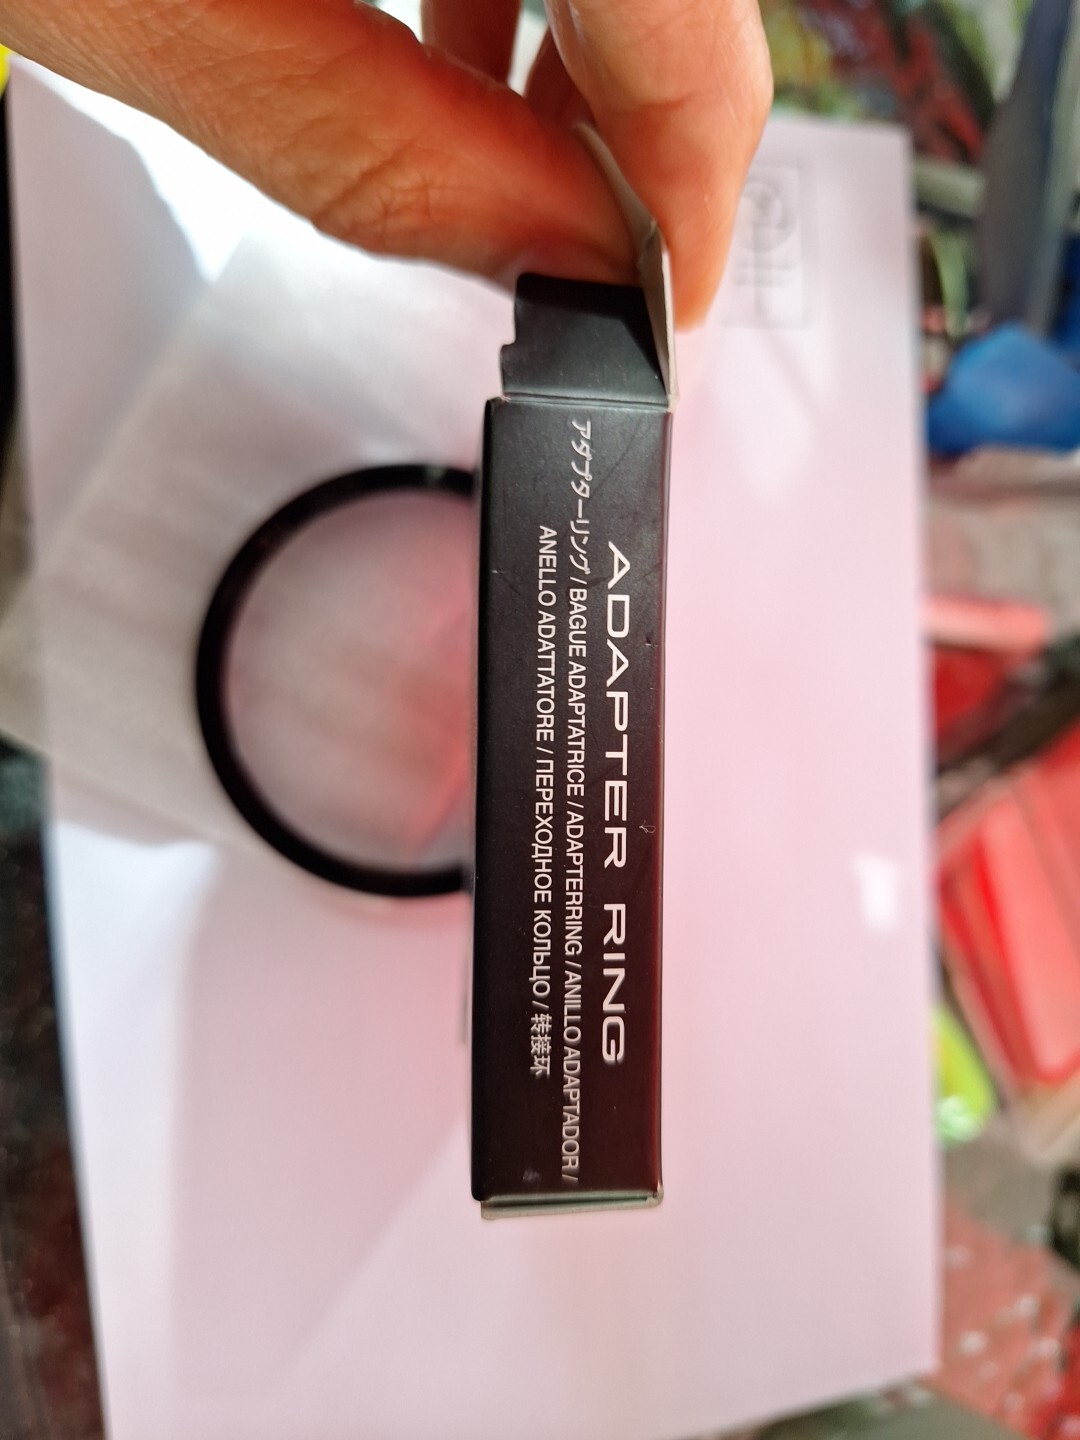 ADAPTER RING
アダプターリング / BAGUE ADAPTATRICE / ADAPTERRING / ANILLO ADAPTADOR /
ANELLO ADATTATORE / ПЕРЕХОДНОЕ КОЛЬЦО / 转接环